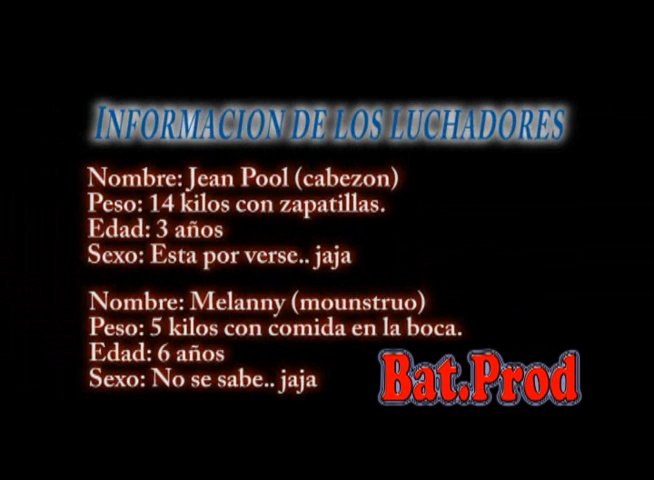 INFORMACION DE LOS LUCHADORES
Nombre: Jean Pool (cabezon)
Peso: 14 kilos con zapatillas.
Edad: 3 años
Sexo: Esta por verse.. jaja
Nombre: Melanny (mounstruo)
Peso: 5 kilos con comida en la boca.
Edad: 6 años
Sexo: No se sabe.. jaja
Bat.Prod